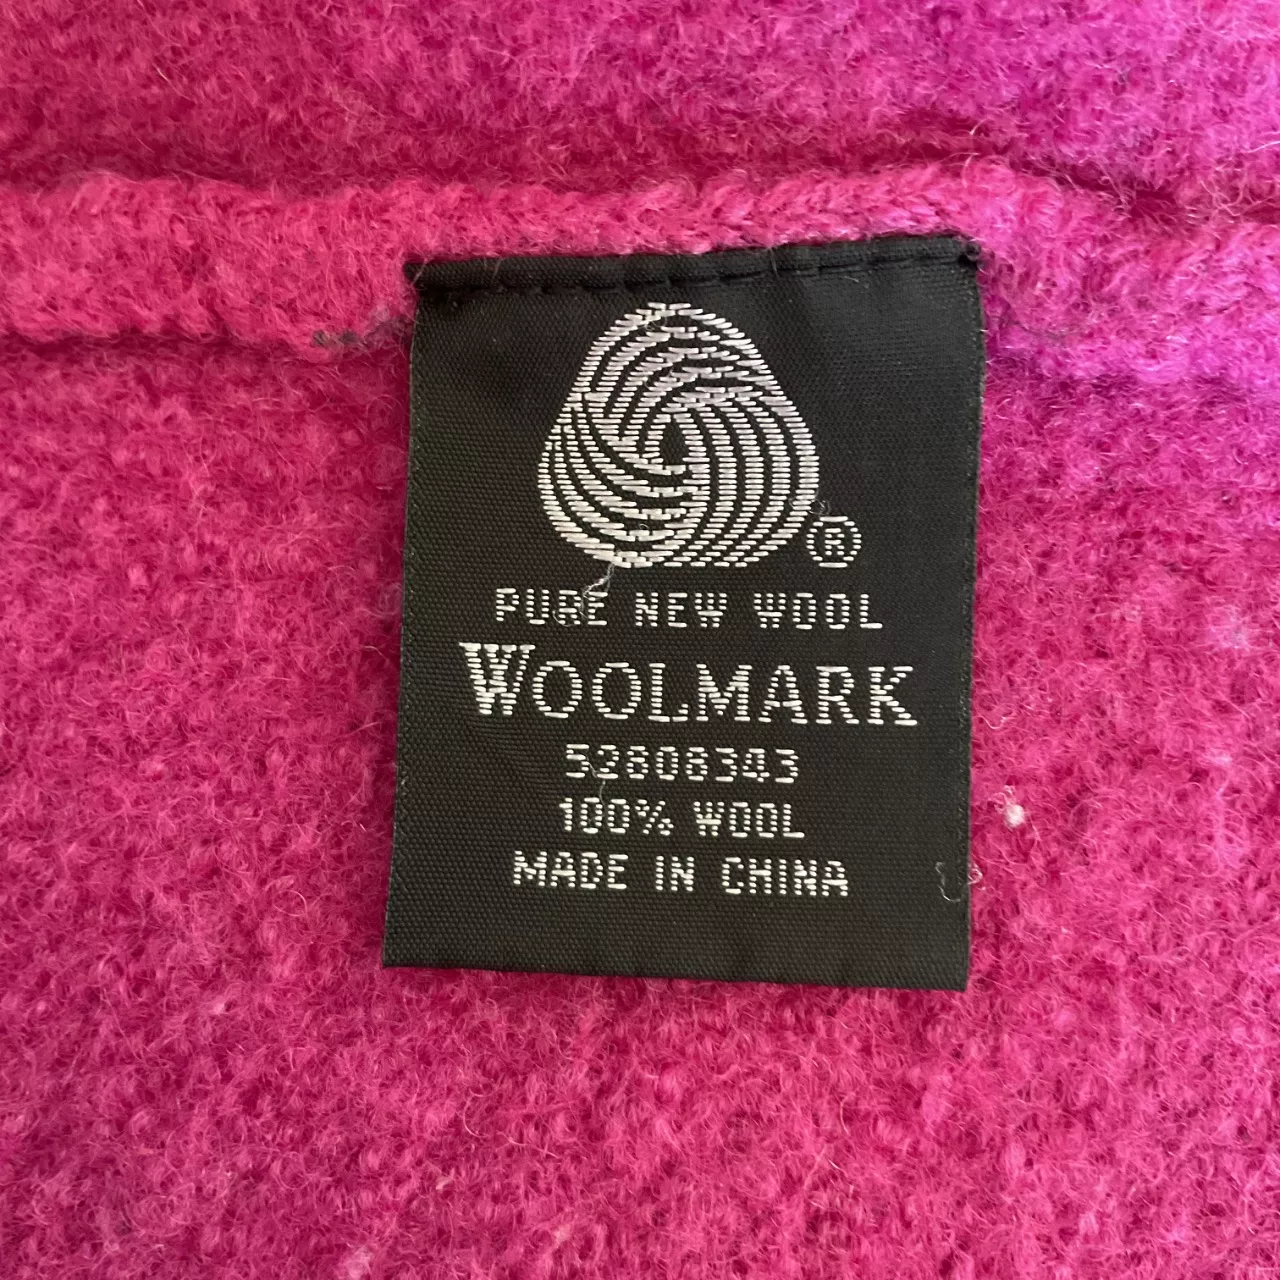 ®
PURE NEW WOOL
WOOLMARK
52808343
100% WOOL
MADE IN CHINA